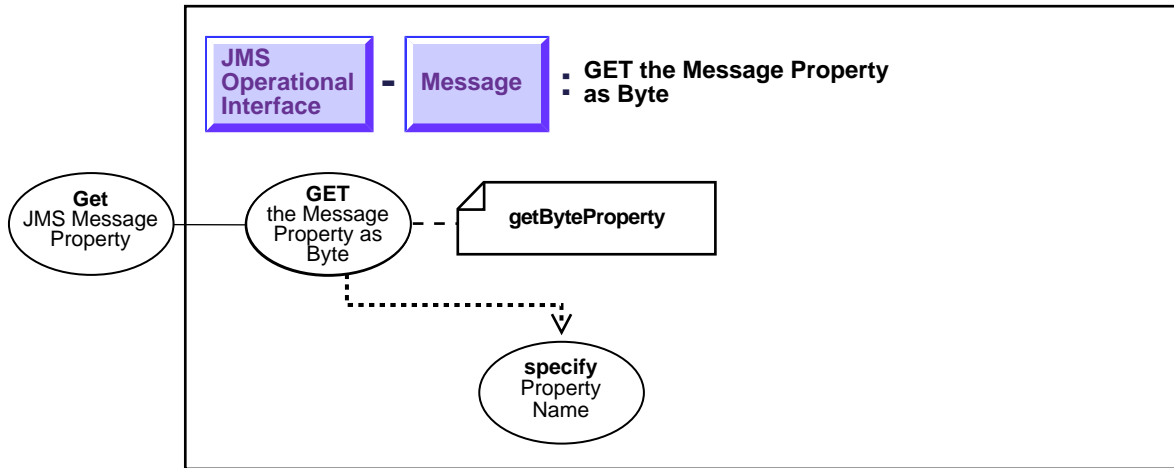 JMS
Operational
Interface
-
Message
:
GET the Message Property
as Byte
Get
JMS Message
Property
GET
the Message
Property as
Byte
getByteProperty
specify
Property
Name